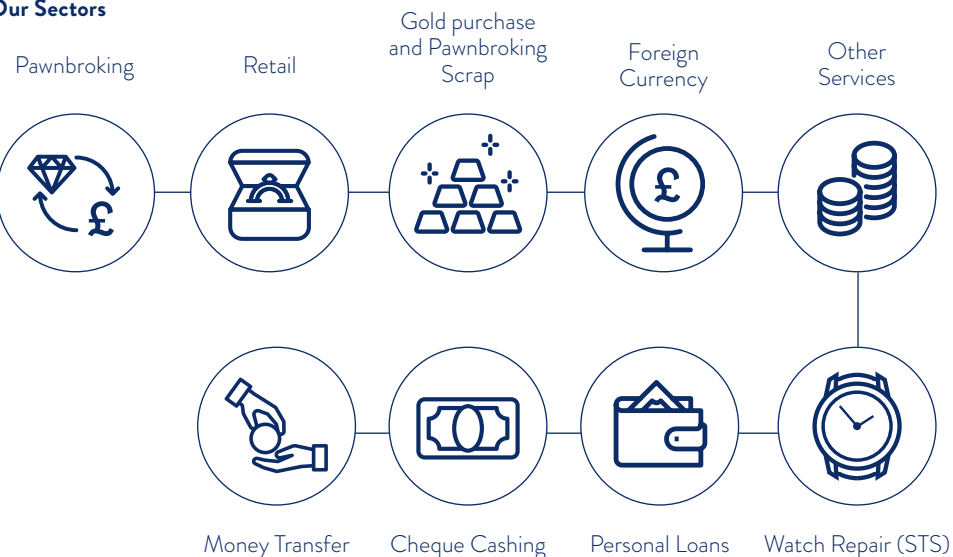 Our Sectors
Pawnbroking
Retail
Gold purchase
and Pawnbroking
Scrap
Foreign
Currency
Other
Services
£
£
Money Transfer
Cheque Cashing
Personal Loans
Watch Repair (STS)